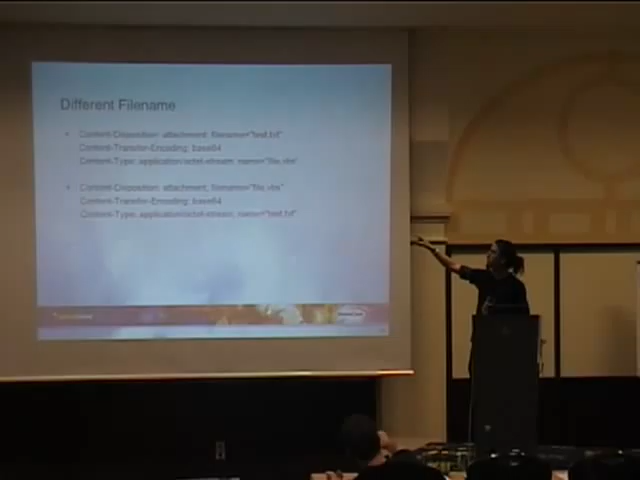 Different Filename
• Content-Disposition: attachment; filename="test.txt"
Content-Transfer-Encoding: base64
Content-Type: application/octet-stream; name="file.vbs"
• Content-Disposition: attachment; filename="file.vbs"
Content-Transfer-Encoding: base64
Content-Type: application/octet-stream; name="test.txt"